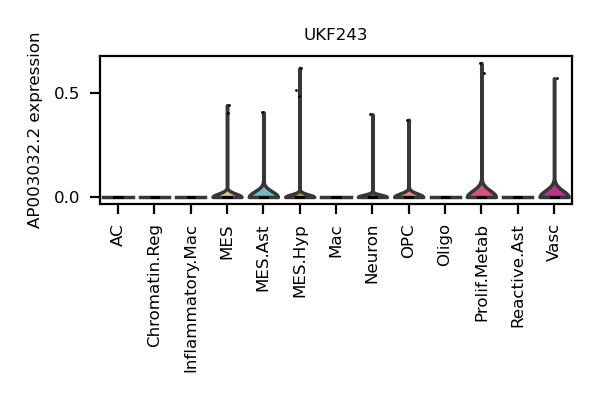 UKF243
AP003032.2 expression
0.5
0.0
AC
Chromatin.Reg
Inflammatory.Mac
MES
MES.Ast
MES.Hyp
Mac
Neuron
OPC
Oligo
Prolif.Metab
Reactive.Ast
Vasc